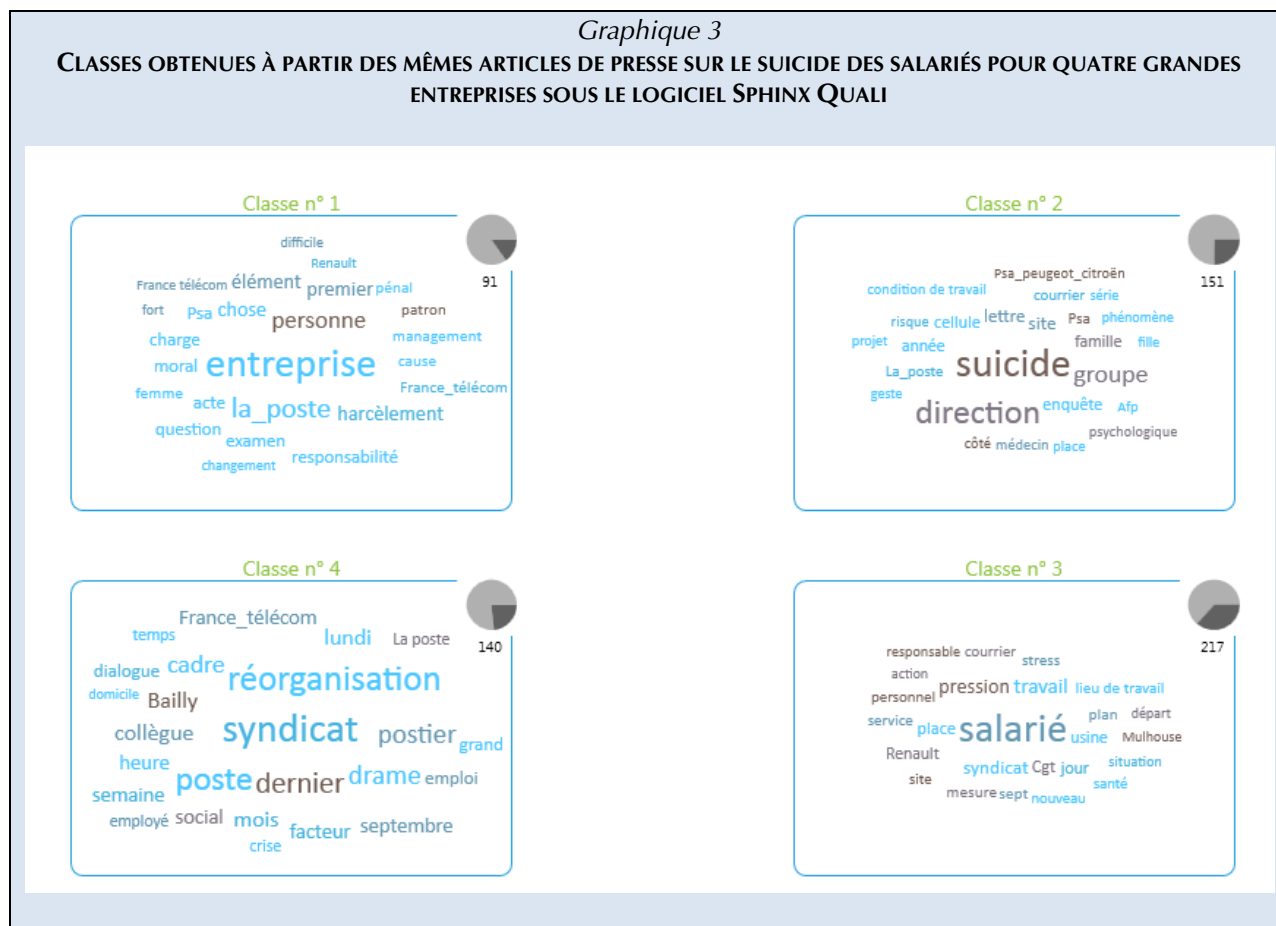 Graphique 3
CLASSES OBTENUES À PARTIR DES MÊMES ARTICLES DE PRESSE SUR LE SUICIDE DES SALARIÉS POUR QUATRE GRANDES
ENTREPRISES SOUS LE LOGICIEL SPHINX QUALI
Classe n° 1
91
difficile
Renault
France télécom élément premier pénal
fort Psa chose personne patron
charge management
moral entreprise cause
femme France_télécom
acte la_poste harcèlement
question examen
changement responsabilité
Classe n° 2
151
Psa_peugeot_citroën
condition de travail courrier série
risque cellule lettre site Psa phénomène
projet année famille fille
La_poste suicide groupe
geste
direction enquête Afp
psychologique
côté médecin place
Classe n° 4
140
France_télécom
temps lundi La poste
dialogue cadre réorganisation
domicile Bailly
collègue syndicat postier grand
heure
poste dernier drame emploi
semaine
employé social mois facteur septembre
crise
Classe n° 3
217
responsable courrier stress
action
personnel pression travail lieu de travail
service place salarié plan départ
usine Mulhouse
Renault
syndicat Cgt jour situation
site santé
mesure sept nouveau